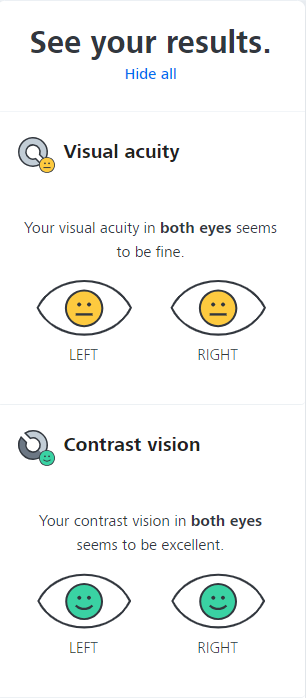 See your results.
Hide all
Visual acuity
Your visual acuity in both eyes seems
to be fine.
LEFT RIGHT
Contrast vision
Your contrast vision in both eyes
seems to be excellent.
LEFT RIGHT